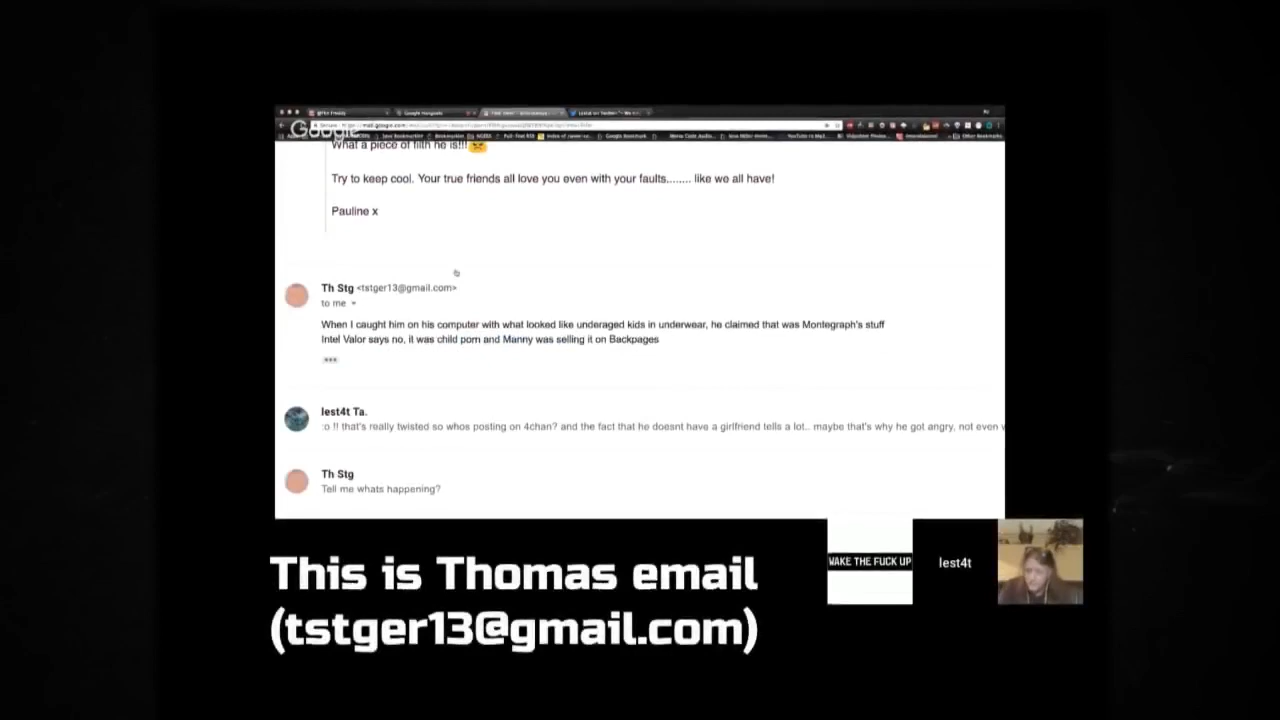 Google
What a piece of filth he is!!!
Try to keep cool. Your true friends all love you even with your faults........ like we all have!
Pauline x
Th Stg <tstger13@gmail.com>
to me
When I caught him on his computer with what looked like underaged kids in underwear, he claimed that was Montegraph's stuff
Intel Valor says no, it was child porn and Manny was selling it on Backpages
lest4t Ta.
:o !! that's really twisted so whos posting on 4chan? and the fact that he doesnt have a girlfriend tells a lot.. maybe that's why he got angry, not even
Th Stg
Tell me whats happening?
WAKE THE FUCK UP
lest4t
This is Thomas email
(tstger13@gmail.com)